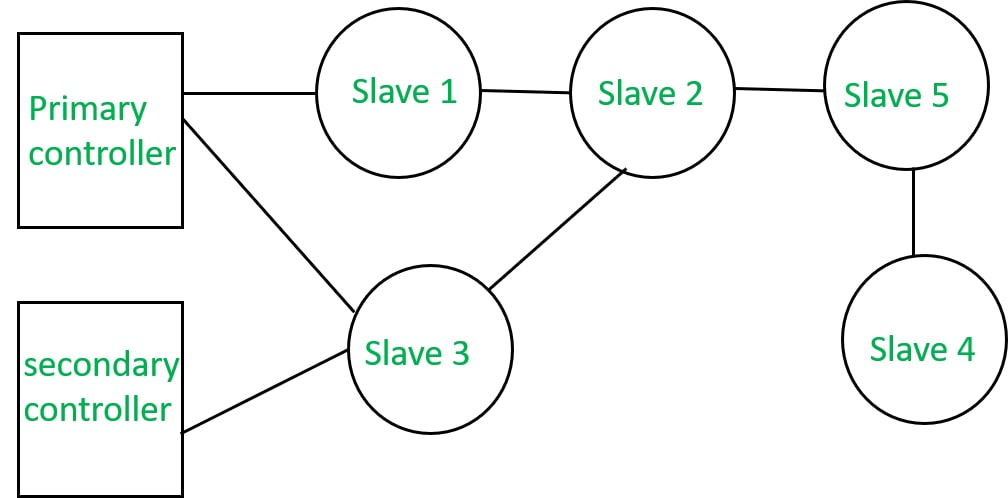 Primary
controller
Slave 1
Slave 2
Slave 5
secondary
controller
Slave 3
Slave 4